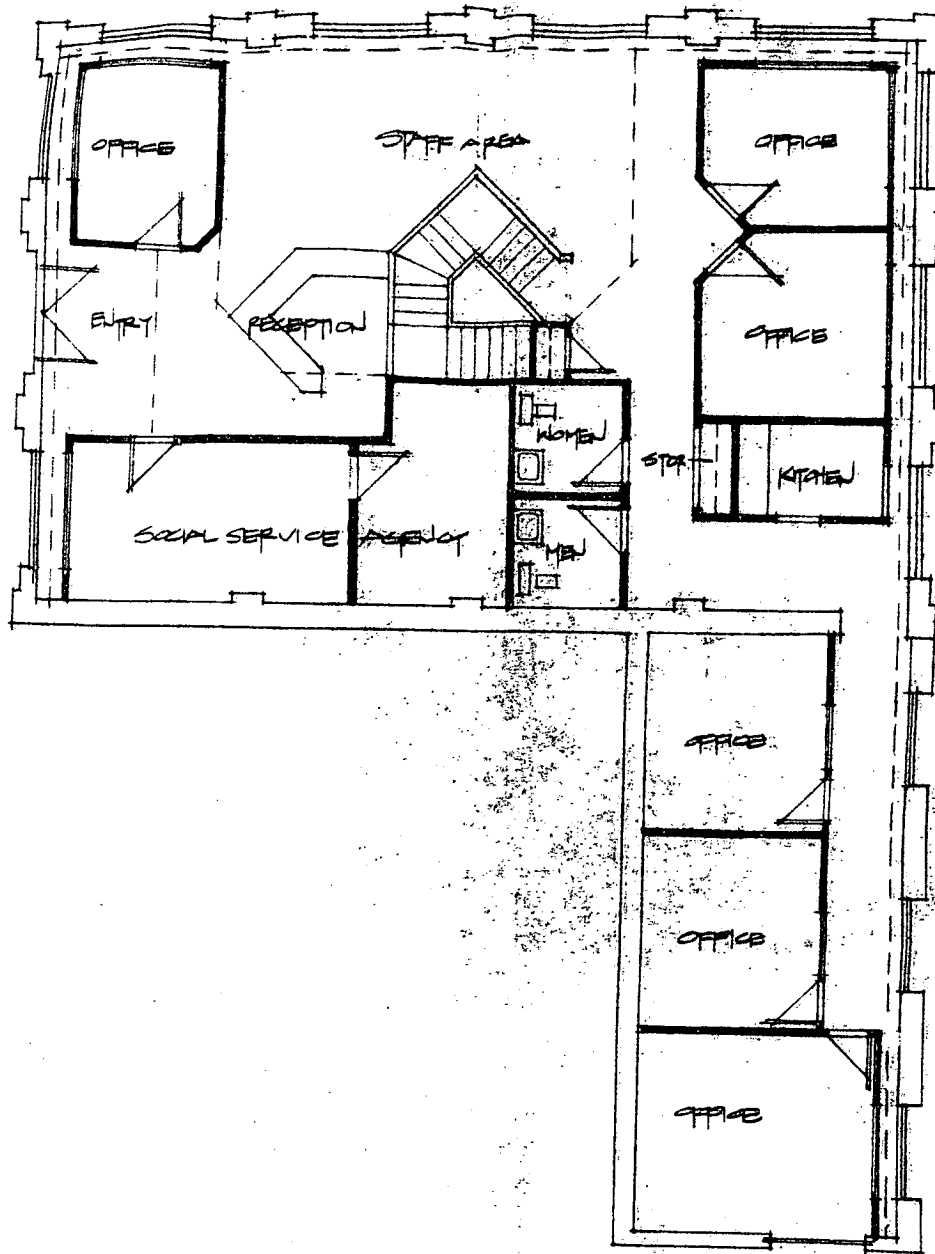 OFFICE
STAFF AREA
OFFICE
ENTRY
RECEPTION
OFFICE
WOMEN
STOR
KITCHEN
SOCIAL SERVICE AGENCY
MEN
OFFICE
OFFICE
OFFICE